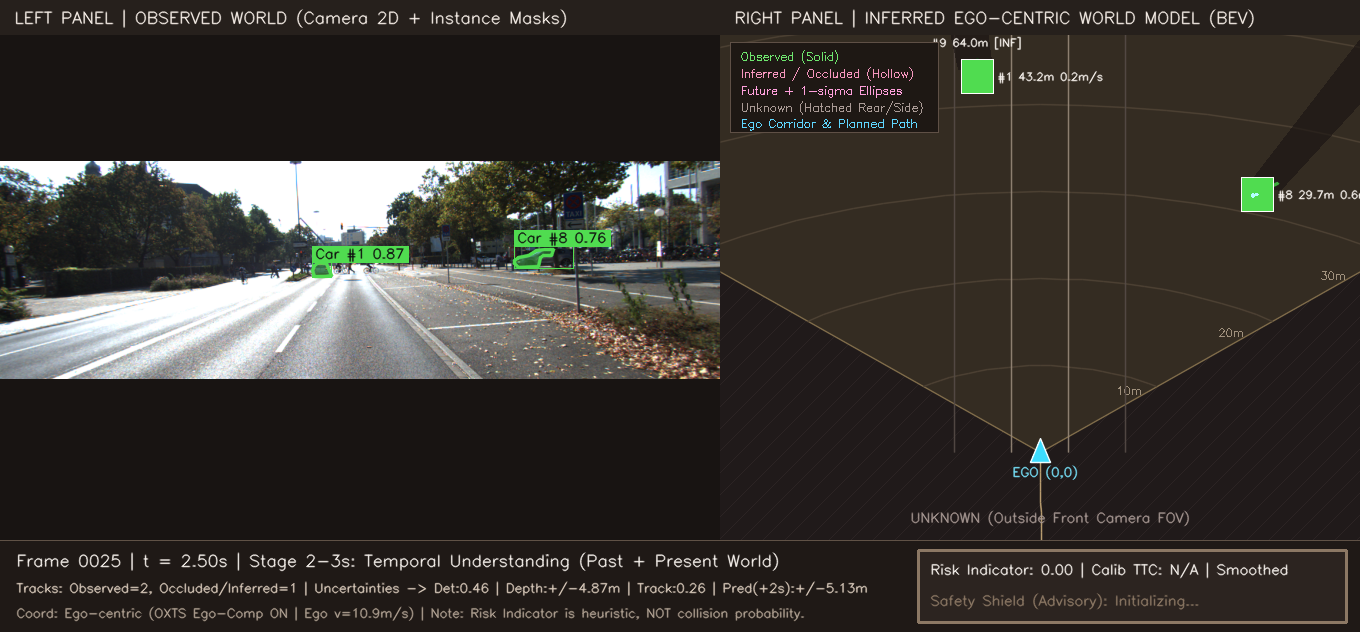 LEFT PANEL | OBSERVED WORLD (Camera 2D + Instance Masks)
RIGHT PANEL | INFERRED EGO-CENTRIC WORLD MODEL (BEV)
#9 64.0m [INF]
Observed (Solid)
Inferred / Occluded (Hollow)
Future + 1-sigma Ellipses
Unknown (Hatched Rear/Side)
Ego Corridor & Planned Path
#1 43.2m 0.2m/s
#8 29.7m 0.6
Car #1 0.87
Car #8 0.76
TAXI
30m
20m
10m
EGO (0,0)
UNKNOWN (Outside Front Camera FOV)
Frame 0025 | t = 2.50s | Stage 2-3s: Temporal Understanding (Past + Present World)
Tracks: Observed=2, Occluded/Inferred=1 | Uncertainties -> Det:0.46 | Depth:+/-4.87m | Track:0.26 | Pred(+2s):+/-5.13m
Coord: Ego-centric (OXTS Ego-Comp ON | Ego v=10.9m/s) | Note: Risk Indicator is heuristic, NOT collision probability.
Risk Indicator: 0.00 | Calib TTC: N/A | Smoothed
Safety Shield (Advisory): Initializing...